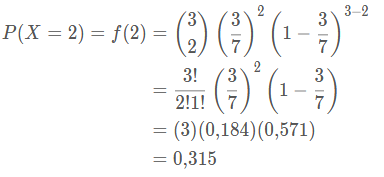 P(X = 2) = f(2) = \binom{3}{2} \left(\frac{3}{7}\right)^2 \left(1 - \frac{3}{7}\right)^{3-2}
= \frac{3!}{2!1!} \left(\frac{3}{7}\right)^2 \left(1 - \frac{3}{7}\right)
= (3)(0,184)(0,571)
= 0,315